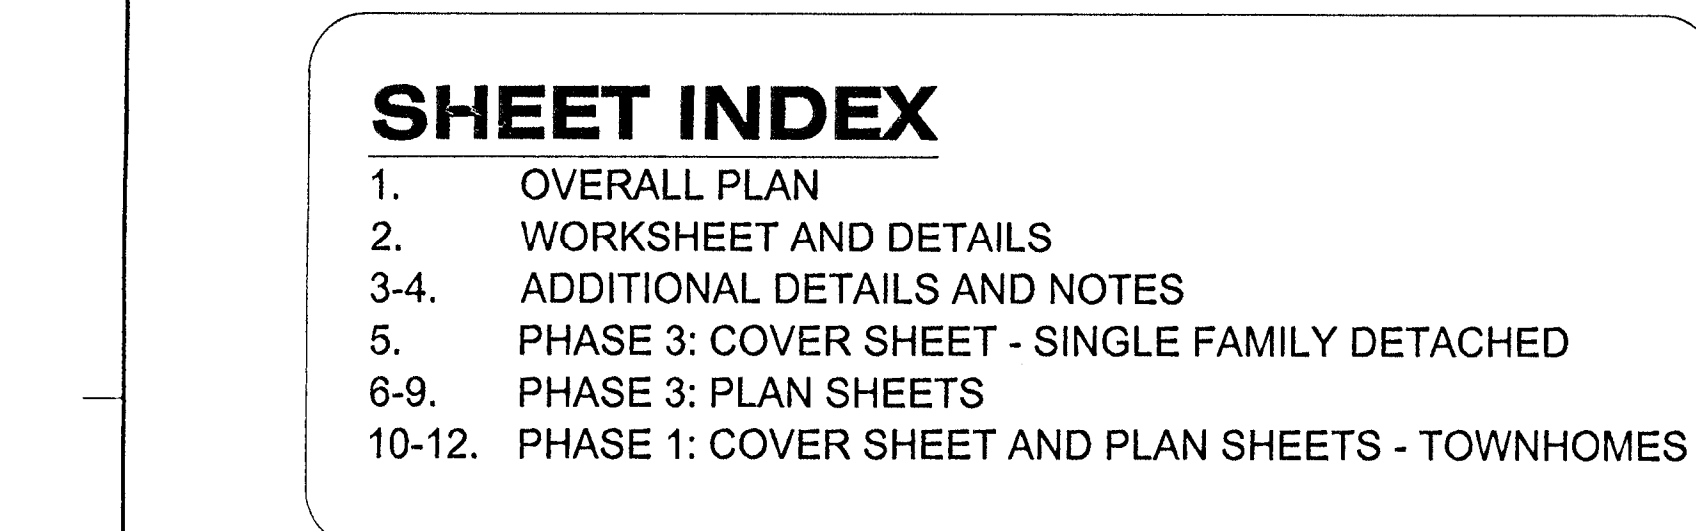 SHEET INDEX
1. OVERALL PLAN
2. WORKSHEET AND DETAILS
3-4. ADDITIONAL DETAILS AND NOTES
5. PHASE 3: COVER SHEET - SINGLE FAMILY DETACHED
6-9. PHASE 3: PLAN SHEETS
10-12. PHASE 1: COVER SHEET AND PLAN SHEETS - TOWNHOMES